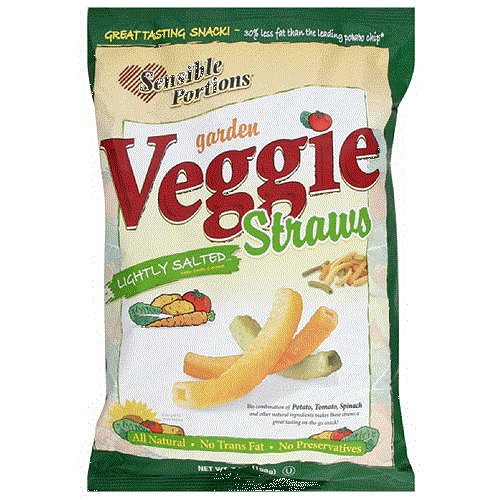 GREAT TASTING SNACK! - 30% less fat than the leading potato chip*
Sensible
Portions
garden
Veggie
Straws
LIGHTLY SALTED
The combination of Potato, Tomato, Spinach
and other natural ingredients makes these straws a
great tasting on-the-go snack!
All Natural • No Trans Fat • No Preservatives
NET WT.
U